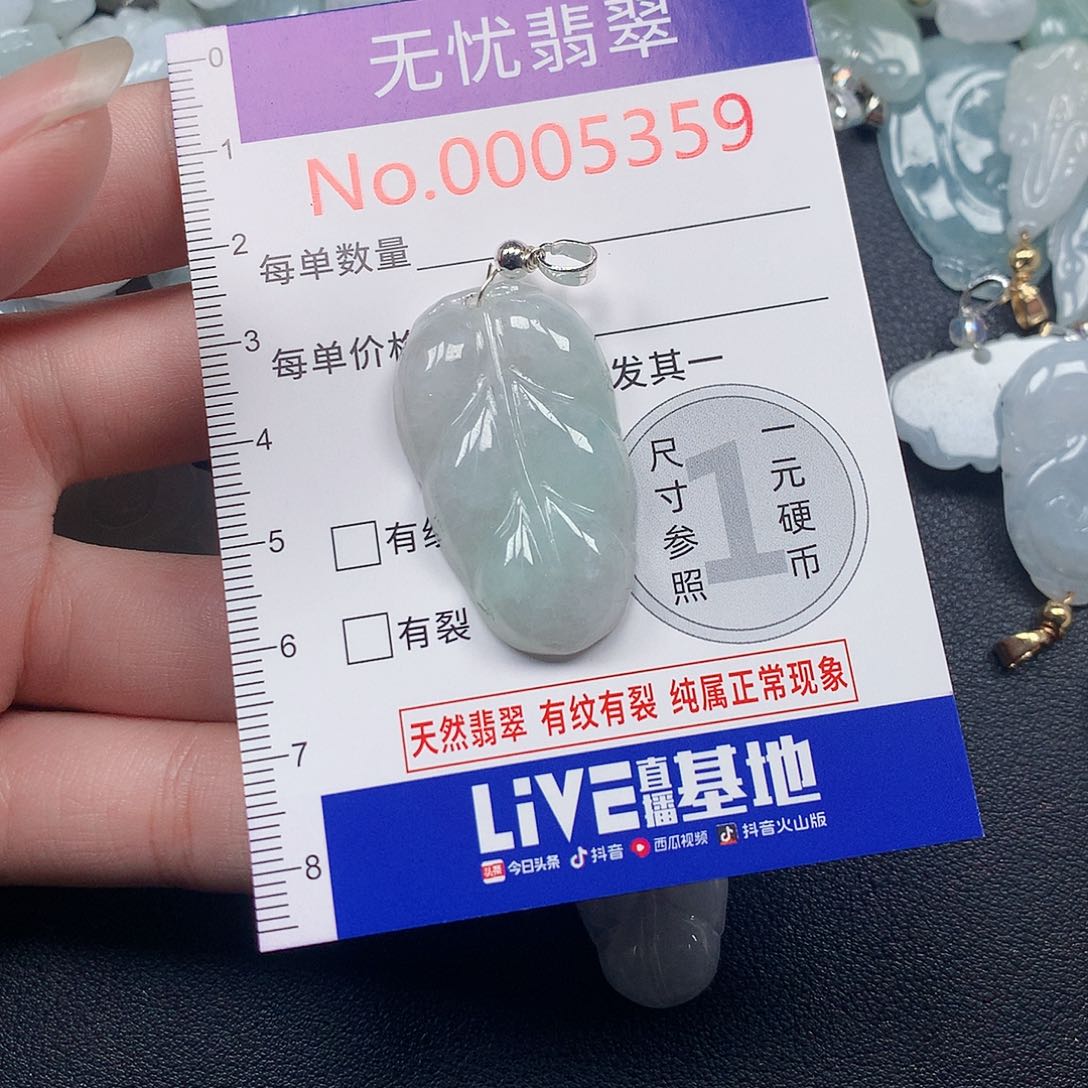 无忧翡翠
No.0005359
0
1
2
3
4
5
6
7
8
每单数量
每单价格
发其一
尺寸参照
一元硬币
1
有纹
有裂
天然翡翠 有纹有裂 纯属正常现象
LiVE直播基地
头条 今日头条 抖音 西瓜视频 抖音火山版